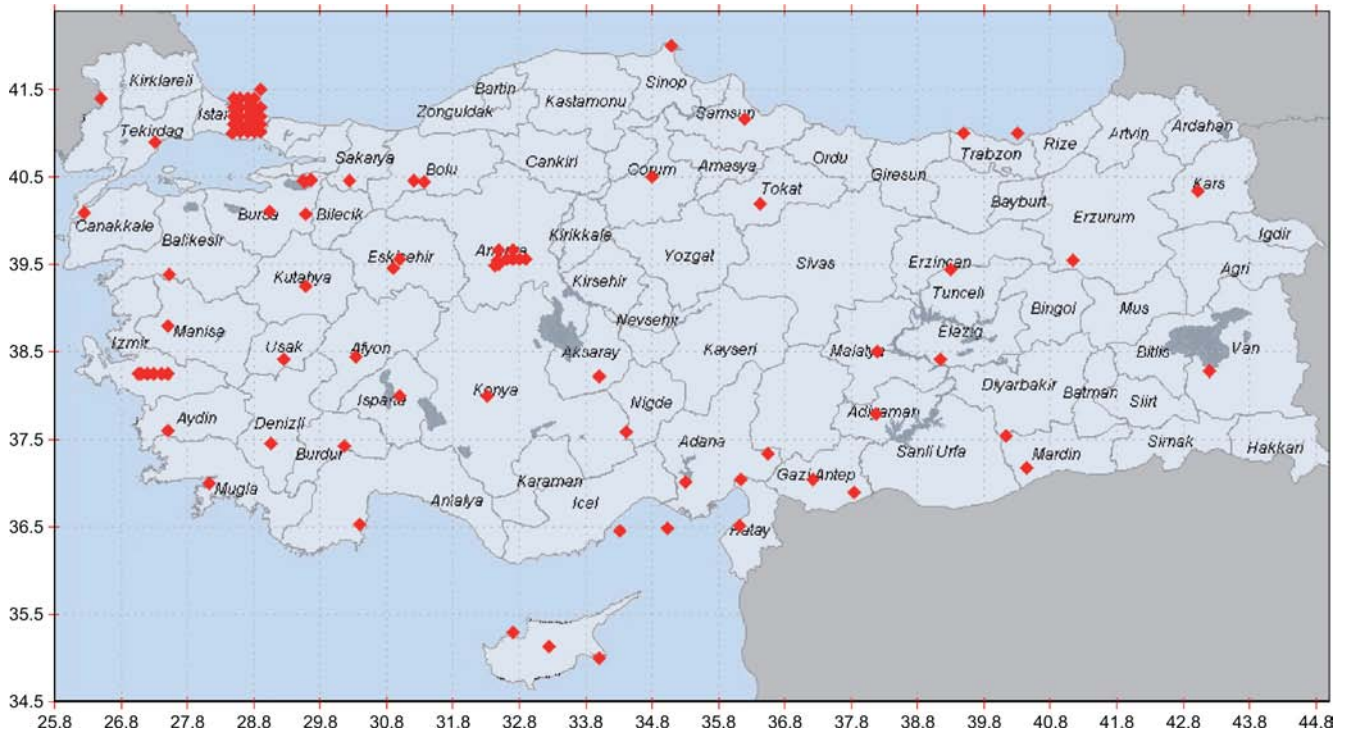 41.5
40.5
39.5
38.5
37.5
36.5
35.5
34.5
Kirklareli
Tekirdag
Istan
Canakkale
Balikesir
Bursa
Bilecik
Sakarya
Zonguldak
Bartin
Bolu
Kastamonu
Cankiri
Sinop
Samsun
Corum
Amasya
Tokat
Ordu
Giresun
Trabzon
Rize
Artvin
Ardahan
Kars
Bayburt
Erzurum
Igdir
Agri
Eskisehir
Kutahya
Kirikkale
Kirsehir
Yozgat
Sivas
Erzincan
Tunceli
Bingol
Mus
Nevsehir
Izmir
Manisa
Usak
Afyon
Aksaray
Kayseri
Malatya
Elazig
Bitlis
Van
Isparta
Konya
Nigde
Diyarbakir
Batman
Siirt
Adiyaman
Aydin
Denizli
Burdur
Adana
Sanli Urfa
Mardin
Sirnak
Hakkari
Mugla
Antalya
Karaman
Icel
Gazi Antep
Hatay
25.8 26.8 27.8 28.8 29.8 30.8 31.8 32.8 33.8 34.8 35.8 36.8 37.8 38.8 39.8 40.8 41.8 42.8 43.8 44.8